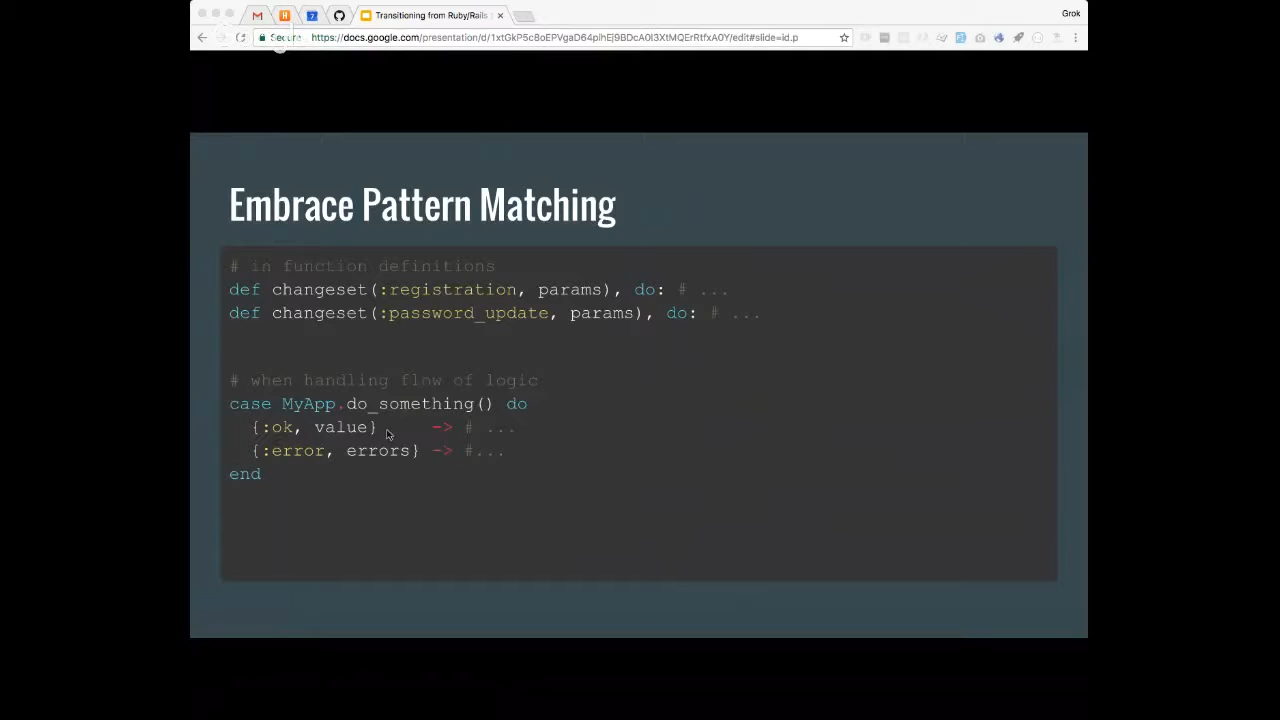 Transitioning from Ruby/Rails
Grok
Secure
https://docs.google.com/presentation/d/1xtGkP5c8oEPVgaD64plhEj9BDcA0I3XtMQErRtfxA0Y/edit#slide=id.p
Embrace Pattern Matching
# in function definitions
def changeset(:registration, params), do: # ...
def changeset(:password_update, params), do: # ...
# when handling flow of logic
case MyApp.do_something() do
{:ok, value} -> # ...
{:error, errors} -> #...
end